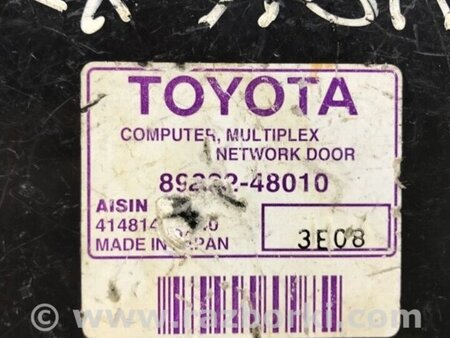 TOYOTA
COMPUTER, MULTIPLEX
NETWORK DOOR
AISIN
MADE IN JAPAN
3E08
© www.razborki.com